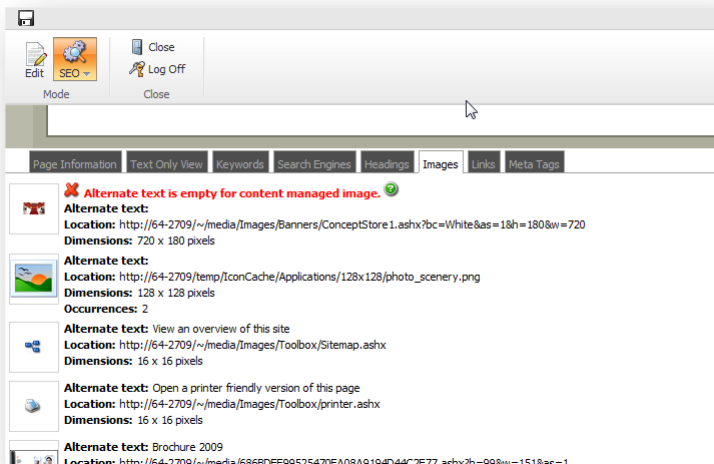 Edit
SEO
Close
Log Off
Mode
Close
Page Information
Text Only View
Keywords
Search Engines
Headings
Images
Links
Meta Tags
Alternate text is empty for content managed image.
Alternate text:
Location: http://64-2709/~/media/Images/Banners/ConceptStore1.ashx?bc=White&as=1&h=180&w=720
Dimensions: 720 x 180 pixels
Alternate text:
Location: http://64-2709/temp/IconCache/Applications/128x128/photo_scenery.png
Dimensions: 128 x 128 pixels
Occurrences: 2
Alternate text: View an overview of this site
Location: http://64-2709/~/media/Images/Toolbox/Sitemap.ashx
Dimensions: 16 x 16 pixels
Alternate text: Open a printer friendly version of this page
Location: http://64-2709/~/media/Images/Toolbox/printer.ashx
Dimensions: 16 x 16 pixels
Alternate text: Brochure 2009
Location: